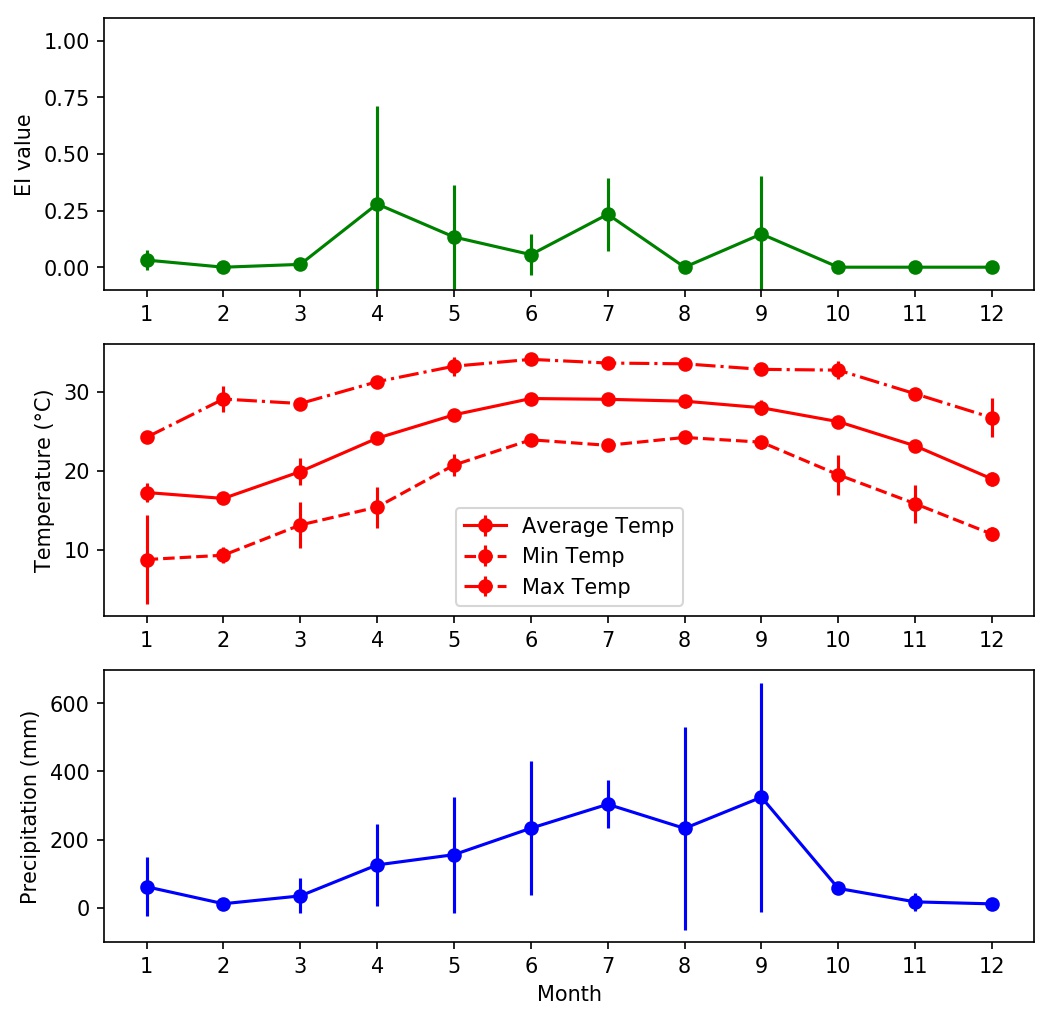 EI value
1.00
0.75
0.50
0.25
0.00
1 2 3 4 5 6 7 8 9 10 11 12
Temperature (°C)
30
20
10
Average Temp
Min Temp
Max Temp
1 2 3 4 5 6 7 8 9 10 11 12
Precipitation (mm)
600
400
200
0
1 2 3 4 5 6 7 8 9 10 11 12
Month